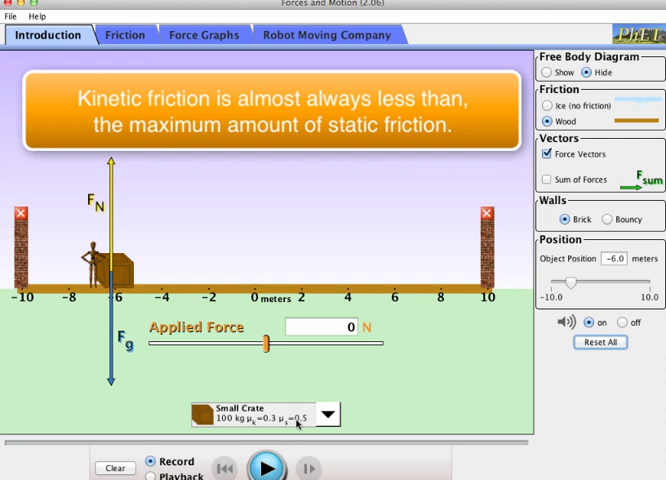 Forces and Motion (2.06)
File Help
Introduction Friction Force Graphs Robot Moving Company
PhET
Kinetic friction is almost always less than,
the maximum amount of static friction.
FN
Fg
-10 -8 -6 -4 -2 0 meters 2 4 6 8 10
Applied Force 0 N
Small Crate
100 kg μk=0.3 μs=0.5
Clear
Record
Playback
Free Body Diagram
Show Hide
Friction
Ice (no friction)
Wood
Vectors
Force Vectors
Sum of Forces
Fsum
Walls
Brick Bouncy
Position
Object Position -6.0 meters
-10.0 10.0
on off
Reset All